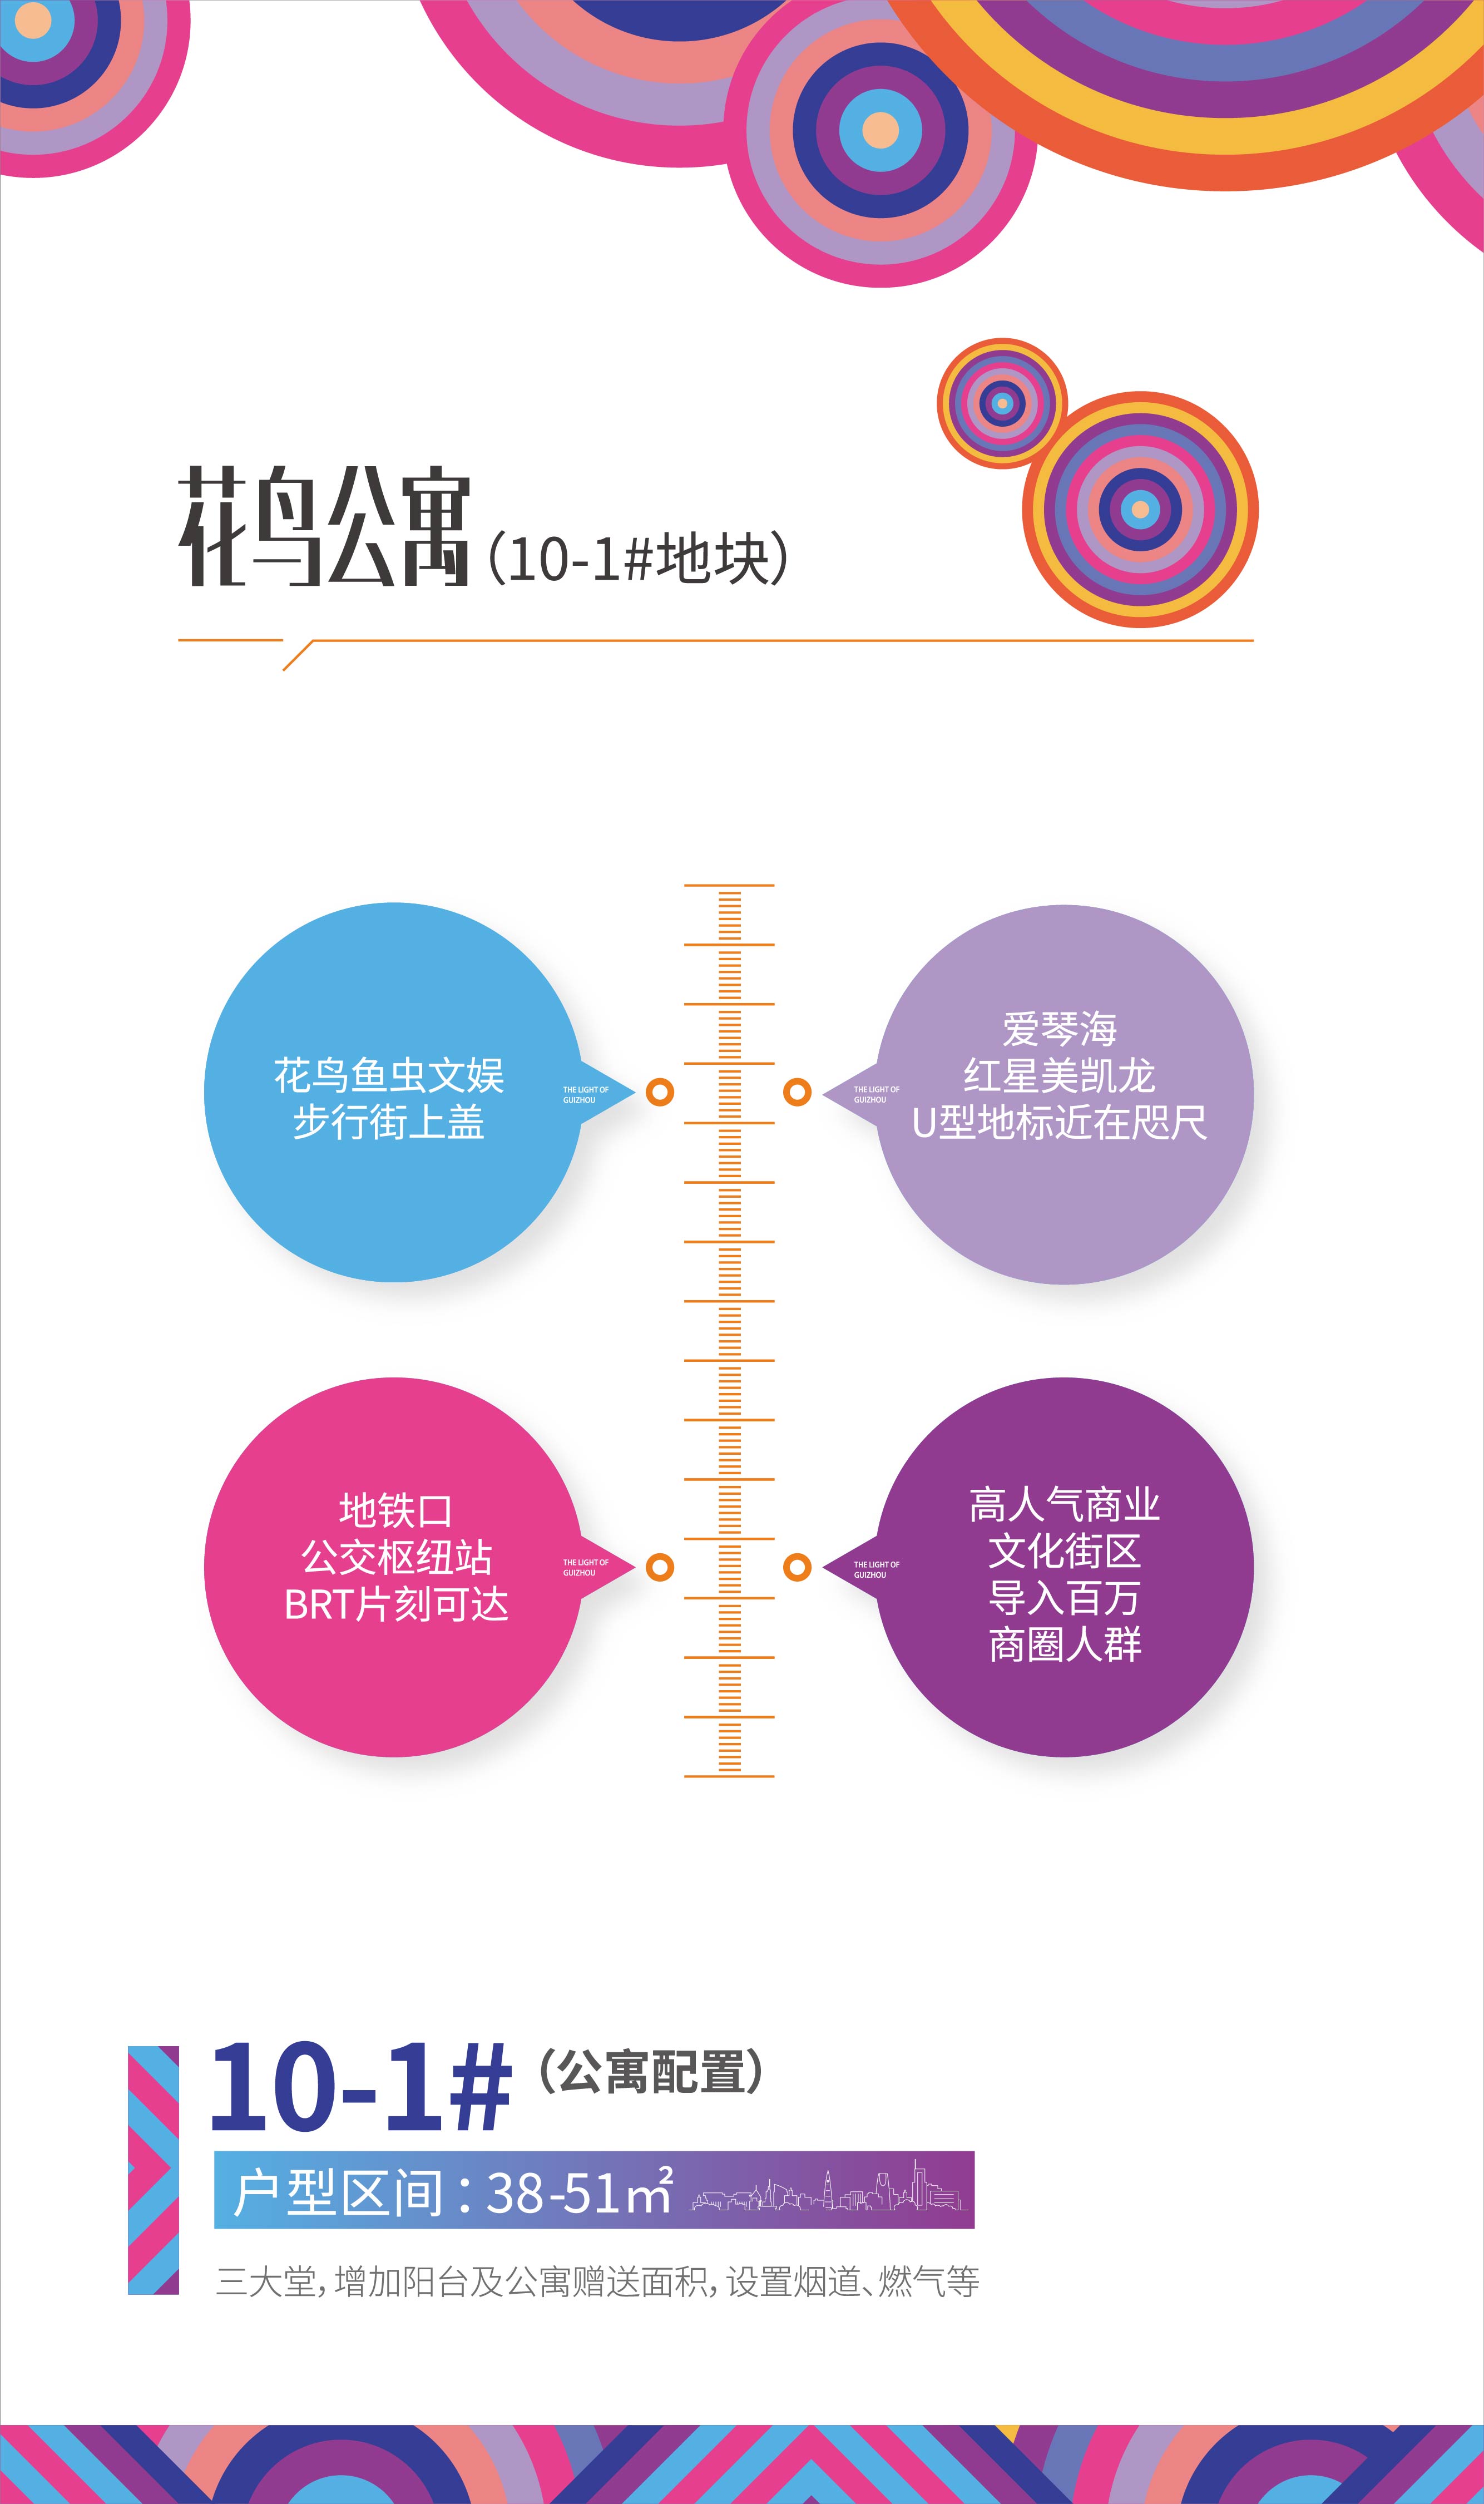 花鸟公寓（10-1#地块）
花鸟鱼虫文娱
步行街上盖
THE LIGHT OF
GUIZHOU
爱琴海
红星美凯龙
U型地标近在咫尺
THE LIGHT OF
GUIZHOU
地铁口
公交枢纽站
BRT片刻可达
THE LIGHT OF
GUIZHOU
高人气商业
文化街区
导入百万
商圈人群
THE LIGHT OF
GUIZHOU
10-1#（公寓配置）
户型区间：38-51㎡
三大堂，增加阳台及公寓赠送面积，设置烟道、燃气等